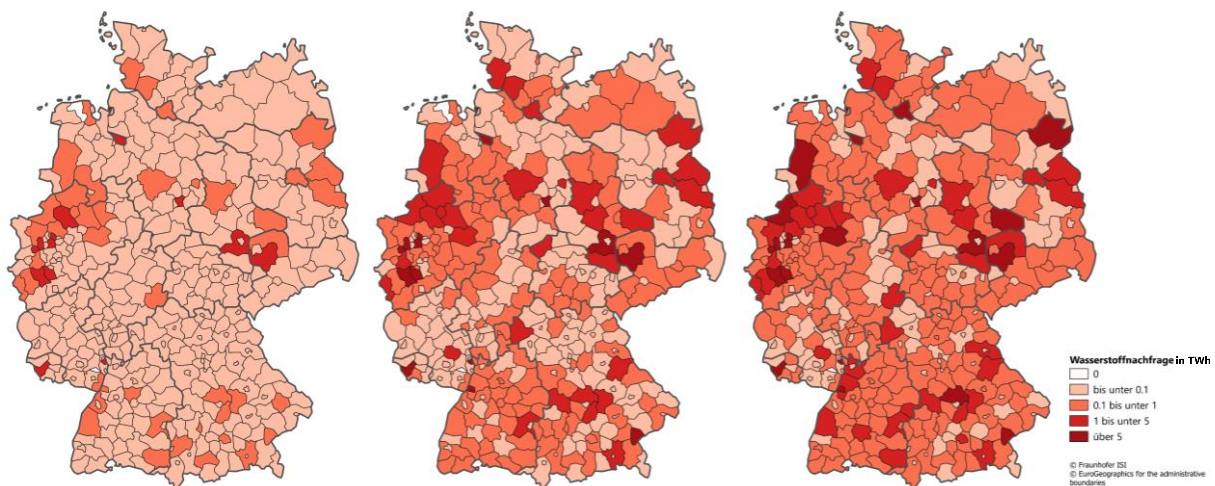 Wasserstoffnachfrage in TWh
0
bis unter 0.1
0.1 bis unter 1
1 bis unter 5
über 5
© Fraunhofer ISI
© EuroGeographics for the administrative
boundaries